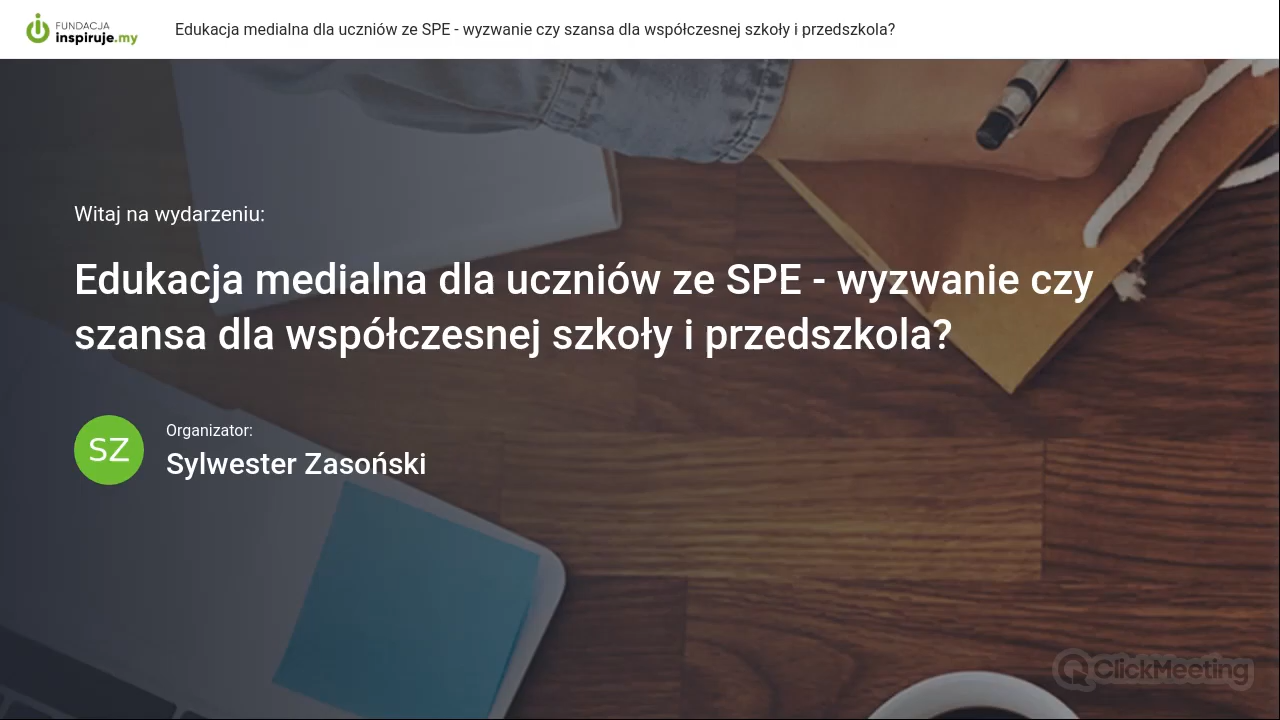 FUNDACJA
inspiruje.my
Edukacja medialna dla uczniów ze SPE - wyzwanie czy szansa dla współczesnej szkoły i przedszkola?
Witaj na wydarzeniu:
Edukacja medialna dla uczniów ze SPE - wyzwanie czy
szansa dla współczesnej szkoły i przedszkola?
SZ
Organizator:
Sylwester Zasoński
ClickMeeting